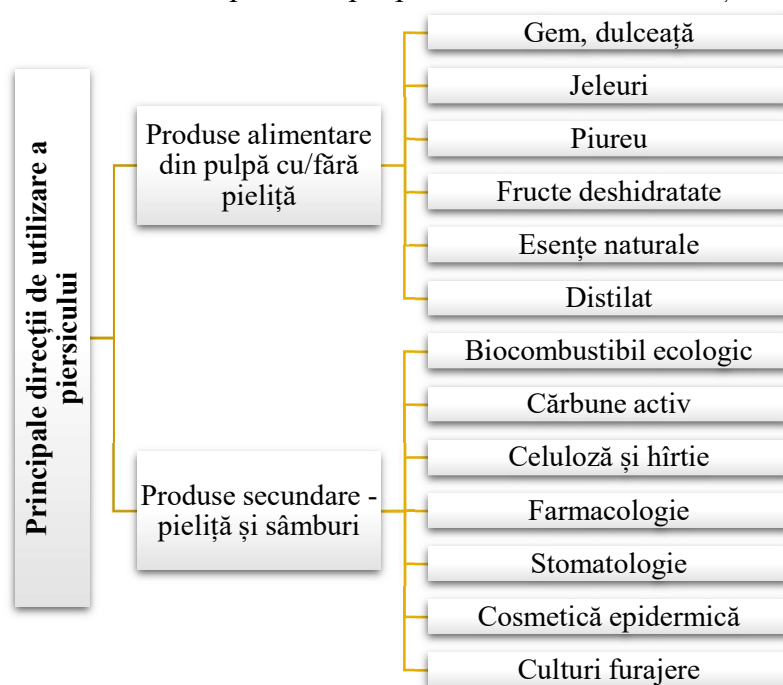 Principale direcții de utilizare a
piersicului
Produse alimentare
din pulpă cu/fără
pieliță
Gem, dulceață
Jeleuri
Piureu
Fructe deshidratate
Esențe naturale
Distilat
Produse secundare -
pieliță și sâmburi
Biocombustibil ecologic
Cărbune activ
Celuloză și hîrtie
Farmacologie
Stomatologie
Cosmetică epidermică
Culturi furajere